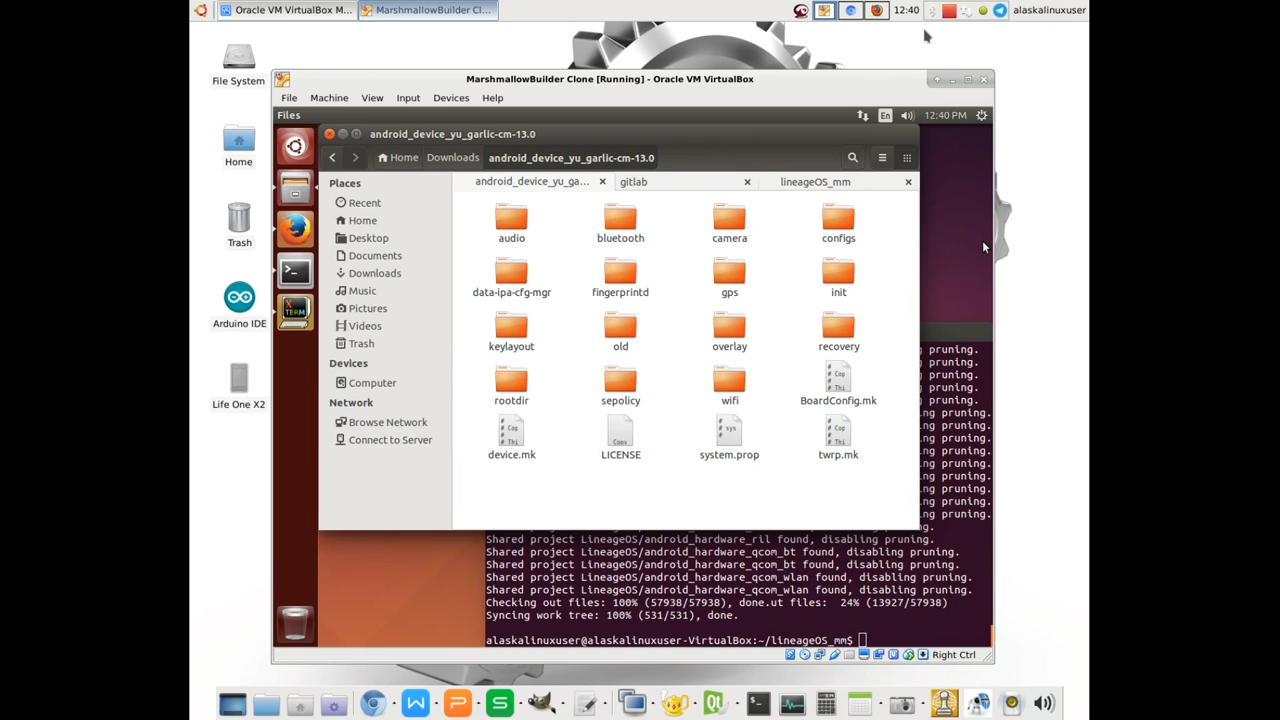 Oracle VM VirtualBox M...
MarshmallowBuilder Cl...
12:40
alaskalinuxuser
File System
Home
Trash
Arduino IDE
Life One X2
MarshmallowBuilder Clone [Running] - Oracle VM VirtualBox
File Machine View Input Devices Help
Files
En
12:40 PM
android_device_yu_garlic-cm-13.0
Home
Downloads
android_device_yu_garlic-cm-13.0
Places
Recent
Home
Desktop
Documents
Downloads
Music
Pictures
Videos
Trash
Devices
Computer
Network
Browse Network
Connect to Server
android_device_yu_ga...
gitlab
lineageOS_mm
audio
bluetooth
camera
configs
data-ipa-cfg-mgr
fingerprintd
gps
init
keylayout
old
overlay
recovery
rootdir
sepolicy
wifi
BoardConfig.mk
device.mk
LICENSE
system.prop
twrp.mk
X
TERM
g pruning.
g pruning.
g pruning.
g pruning.
g pruning.
ng pruning.
ng pruning.
ng pruning.
ng pruning.
ng pruning.
ng pruning.
ng pruning.
ng pruning.
ng pruning.
ng.
Shared project LineageOS/android_hardware_ril found, disabling pruning.
Shared project LineageOS/android_hardware_qcom_bt found, disabling pruning.
Shared project LineageOS/android_hardware_qcom_bt found, disabling pruning.
Shared project LineageOS/android_hardware_qcom_wlan found, disabling pruning.
Shared project LineageOS/android_hardware_qcom_wlan found, disabling pruning.
Checking out files: 100% (57938/57938), done.ut files:  24% (13927/57938)
Syncing work tree: 100% (531/531), done.
alaskalinuxuser@alaskalinuxuser-VirtualBox:~/lineageOS_mm$
Right Ctrl